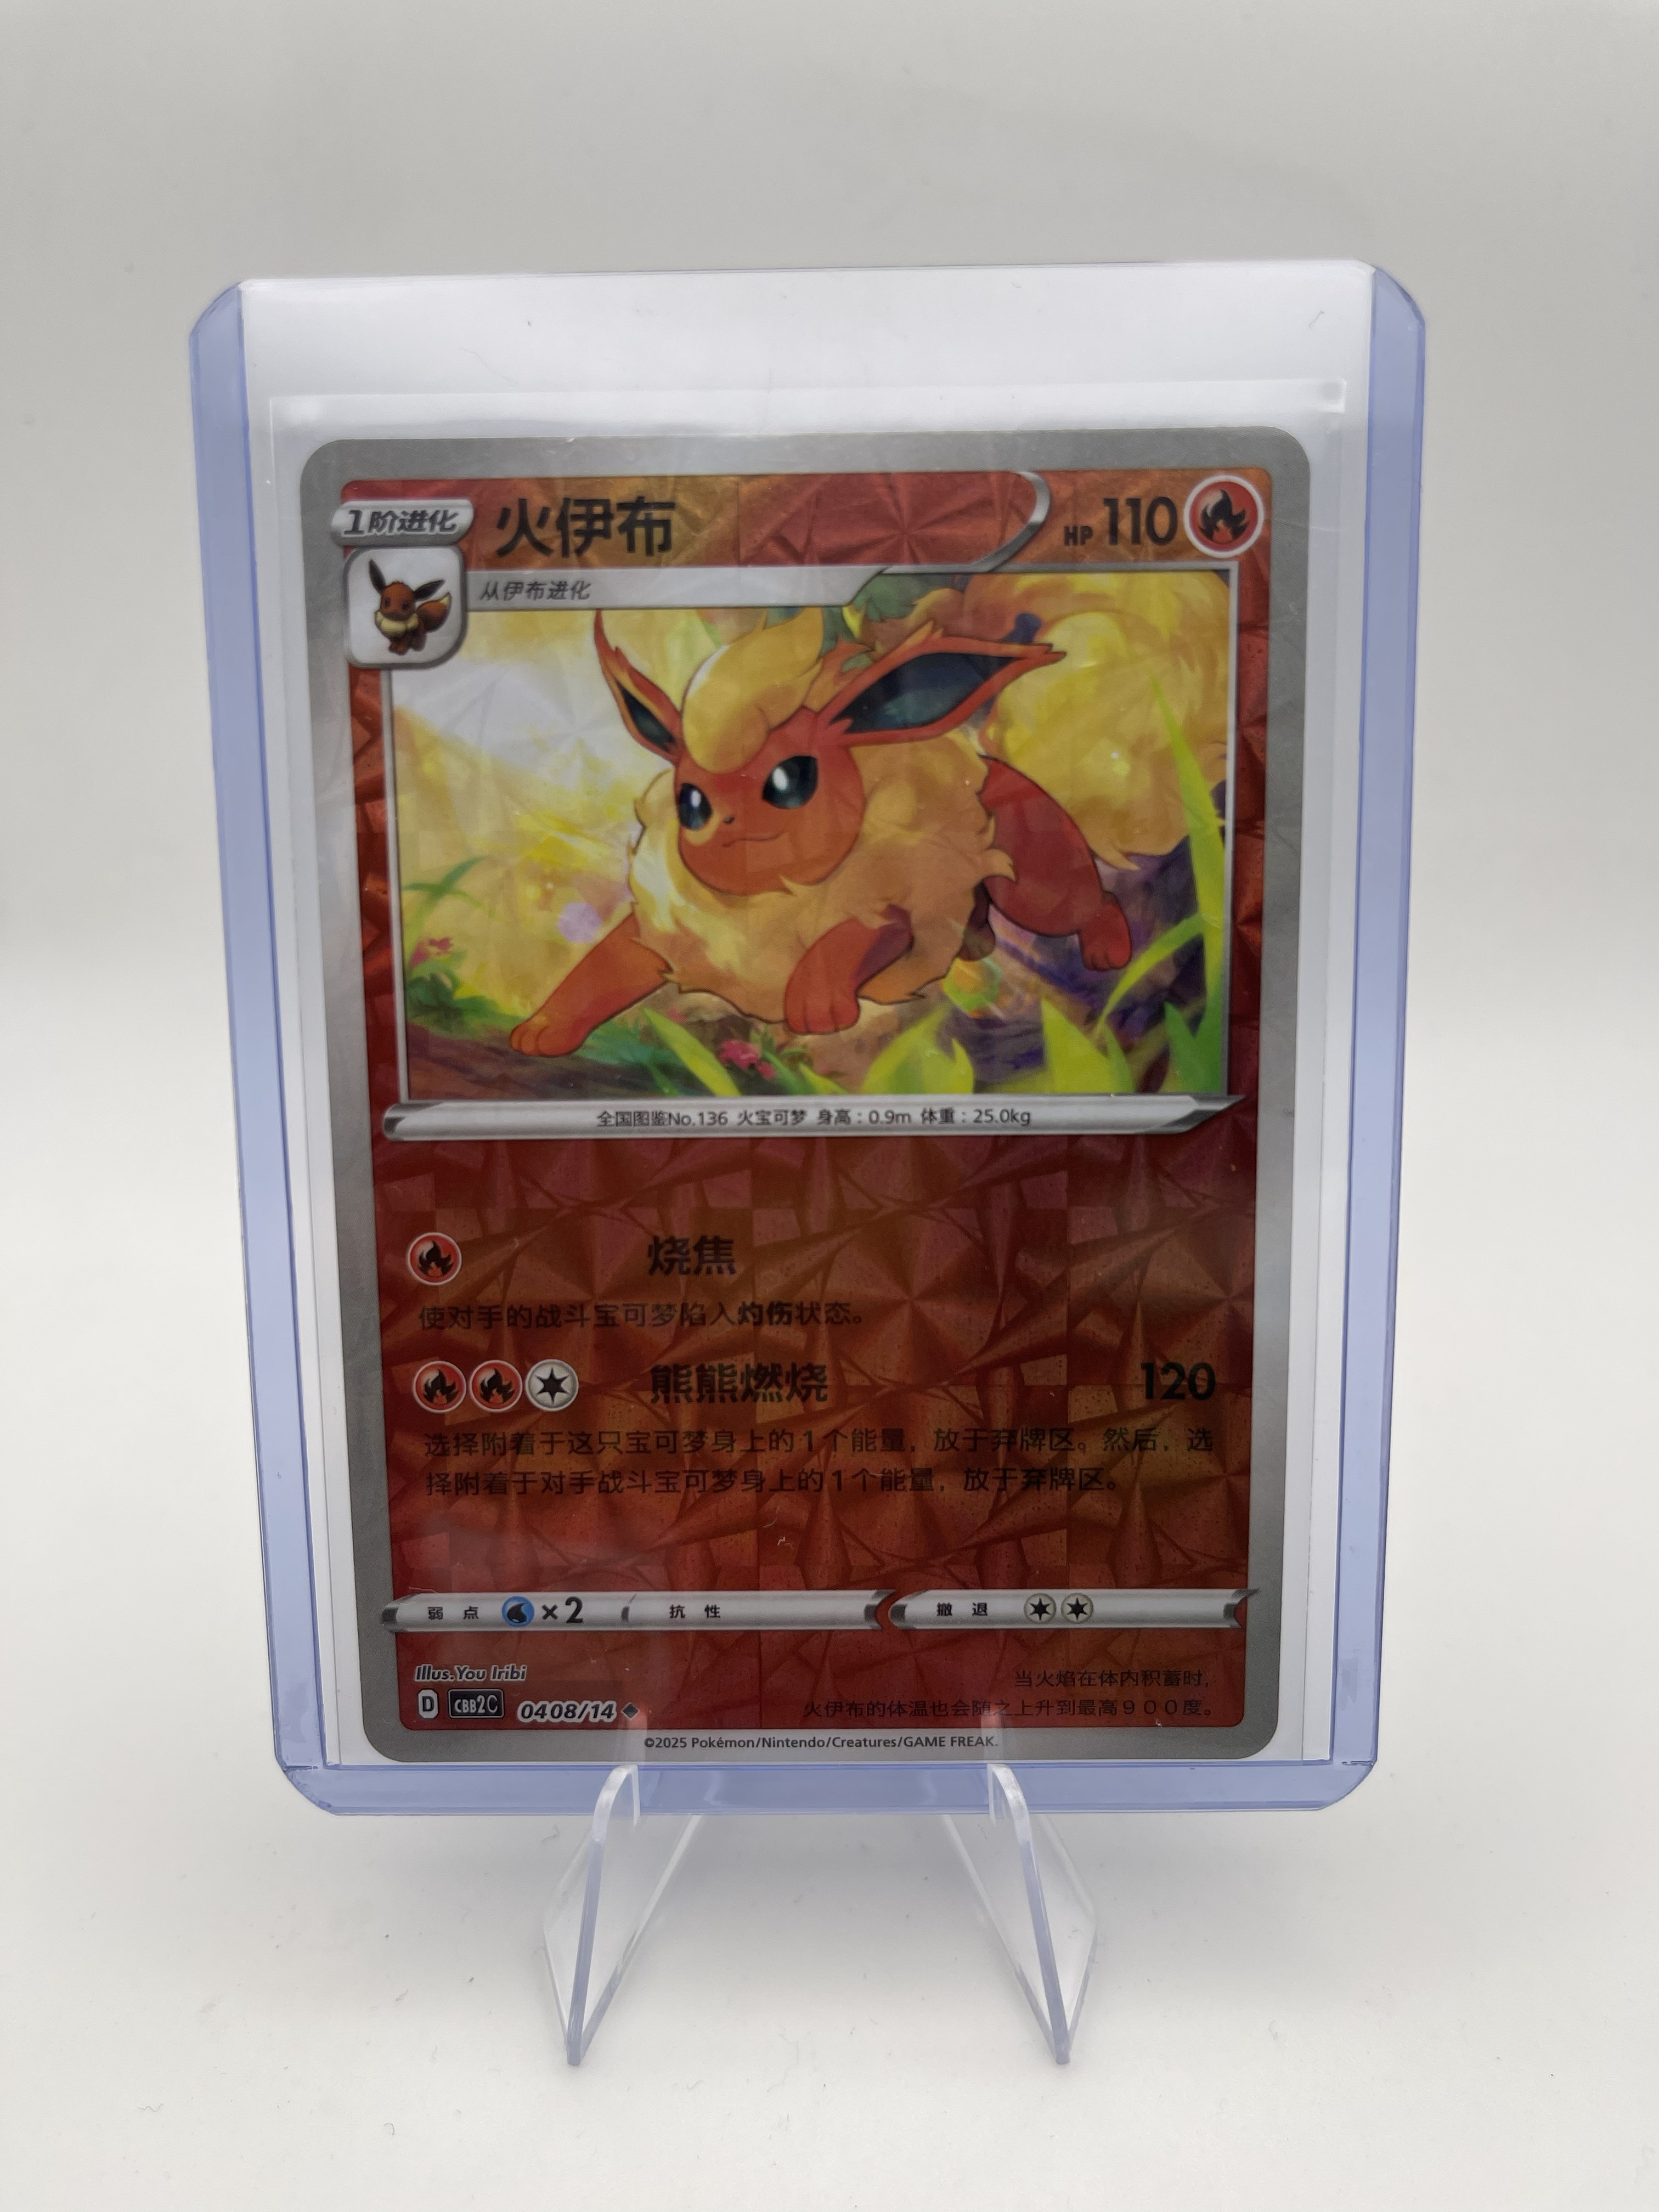 1阶进化 火伊布 HP 110
从伊布进化
全国图鉴No.136 火宝可梦 身高:0.9m 体重:25.0kg
烧焦
使对手的战斗宝可梦陷入灼伤状态。
熊熊燃烧 120
选择附着于这只宝可梦身上的1个能量，放于弃牌区。然后，选
择附着于对手战斗宝可梦身上的1个能量，放于弃牌区。
弱点 ×2 抗性 撤退
Illus. You Iribi
D CBB2C 0408/14
当火焰在体内积蓄时，
火伊布的体温也会随之上升到最高900度。
©2025 Pokémon/Nintendo/Creatures/GAME FREAK.